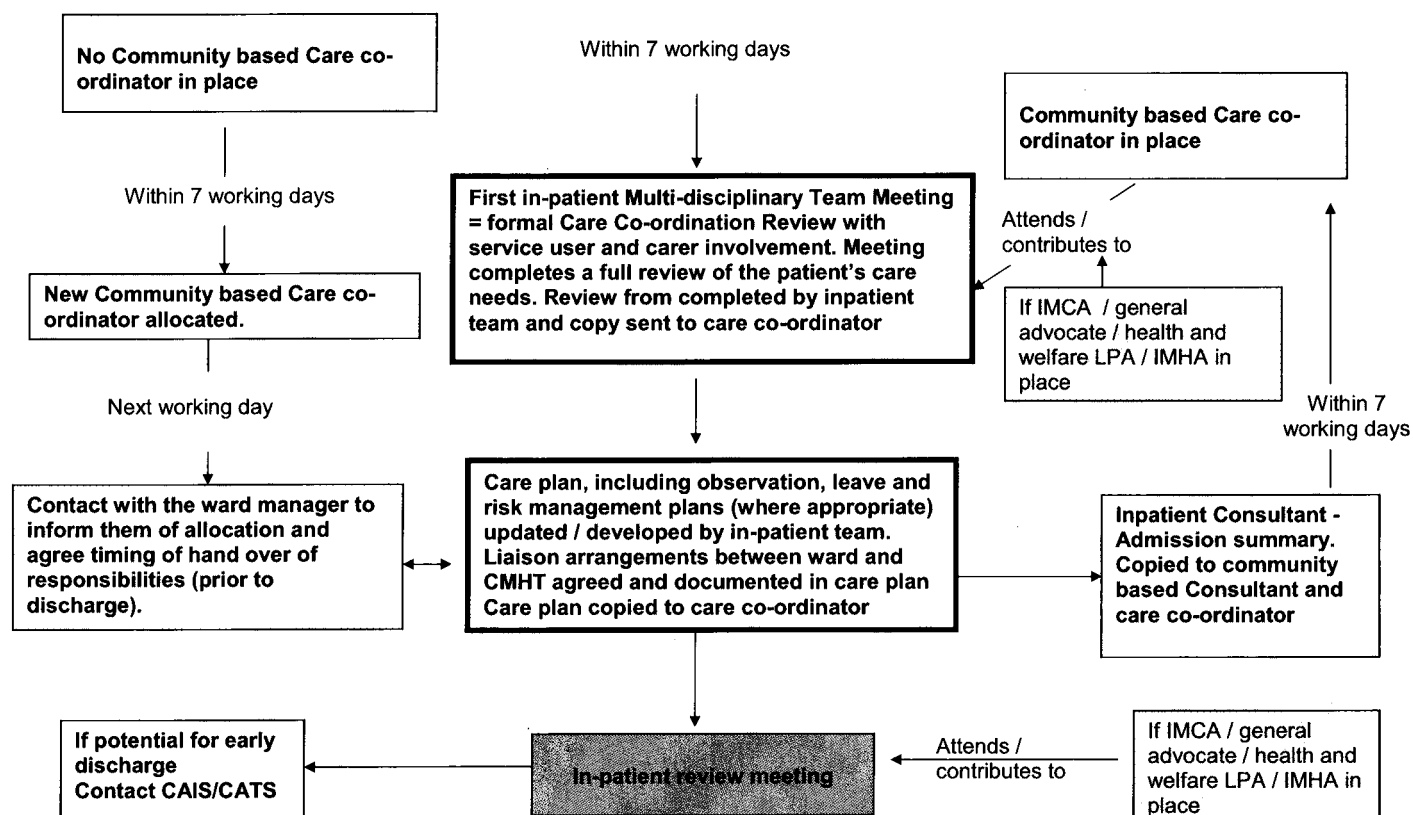 No Community based Care co-
ordinator in place
Within 7 working days
New Community based Care co-
ordinator allocated.
Next working day
Contact with the ward manager to
inform them of allocation and
agree timing of hand over of
responsibilities (prior to
discharge).
Within 7 working days
First in-patient Multi-disciplinary Team Meeting
= formal Care Co-ordination Review with
service user and carer involvement. Meeting
completes a full review of the patient's care
needs. Review from completed by inpatient
team and copy sent to care co-ordinator
Community based Care co-
ordinator in place
Attends /
contributes to
If IMCA / general
advocate / health and
welfare LPA / IMHA in
place
Within 7
working days
Care plan, including observation, leave and
risk management plans (where appropriate)
updated / developed by in-patient team.
Liaison arrangements between ward and
CMHT agreed and documented in care plan
Care plan copied to care co-ordinator
Inpatient Consultant -
Admission summary.
Copied to community
based Consultant and
care co-ordinator
If potential for early
discharge
Contact CAIS/CATS
In-patient review meeting
Attends /
contributes to
If IMCA / general
advocate / health and
welfare LPA / IMHA in
place